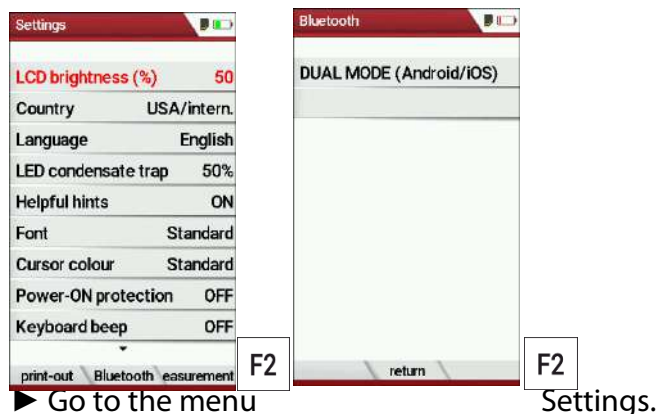 Settings
LCD brightness (%) 50
Country USA/intern.
Language English
LED condensate trap 50%
Helpful hints ON
Font Standard
Cursor colour Standard
Power-ON protection OFF
Keyboard beep OFF
print-out Bluetooth easurement
F2
Bluetooth
DUAL MODE (Android/iOS)
return
F2
► Go to the menu Settings.